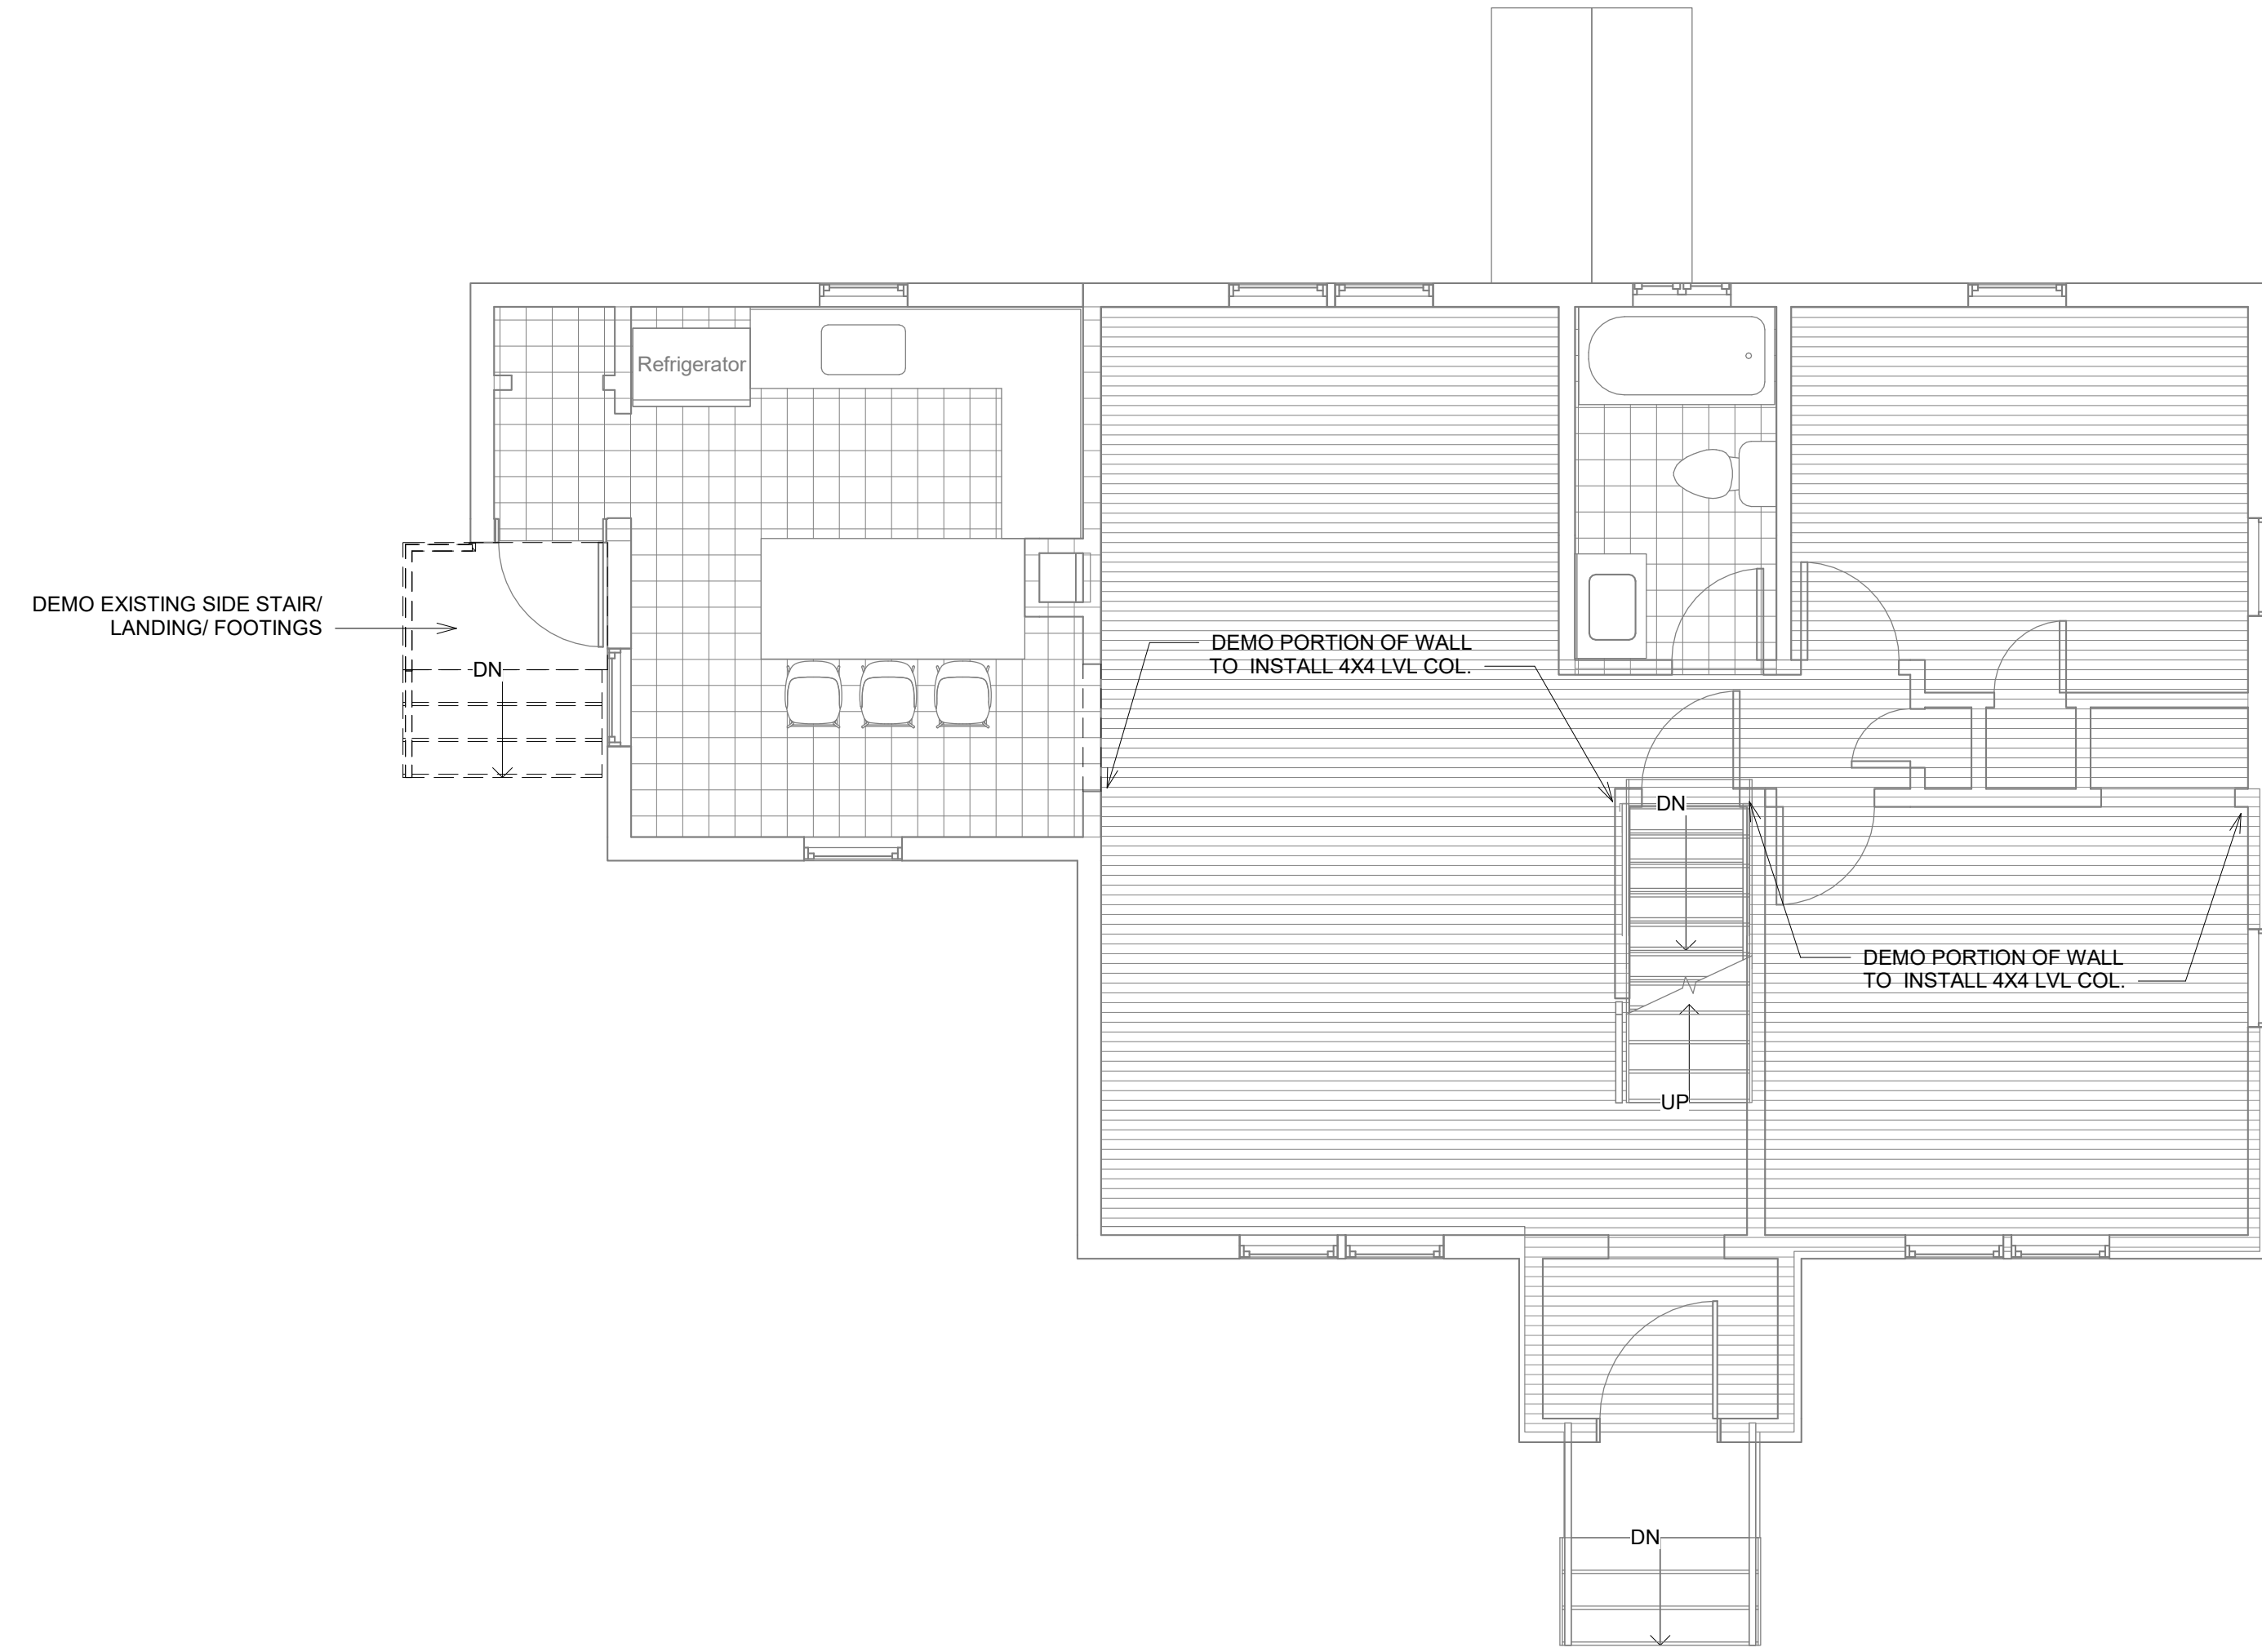 Refrigerator
DEMO EXISTING SIDE STAIR/
LANDING/ FOOTINGS
DN
DEMO PORTION OF WALL
TO INSTALL 4X4 LVL COL.
DN
DEMO PORTION OF WALL
TO INSTALL 4X4 LVL COL.
UP
DN